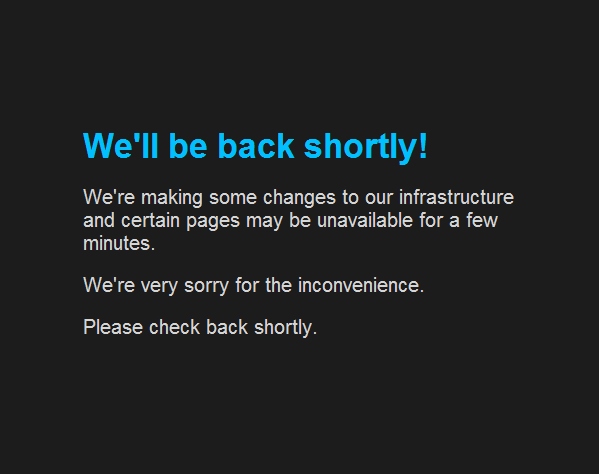 We'll be back shortly!
We're making some changes to our infrastructure
and certain pages may be unavailable for a few
minutes.
We're very sorry for the inconvenience.
Please check back shortly.